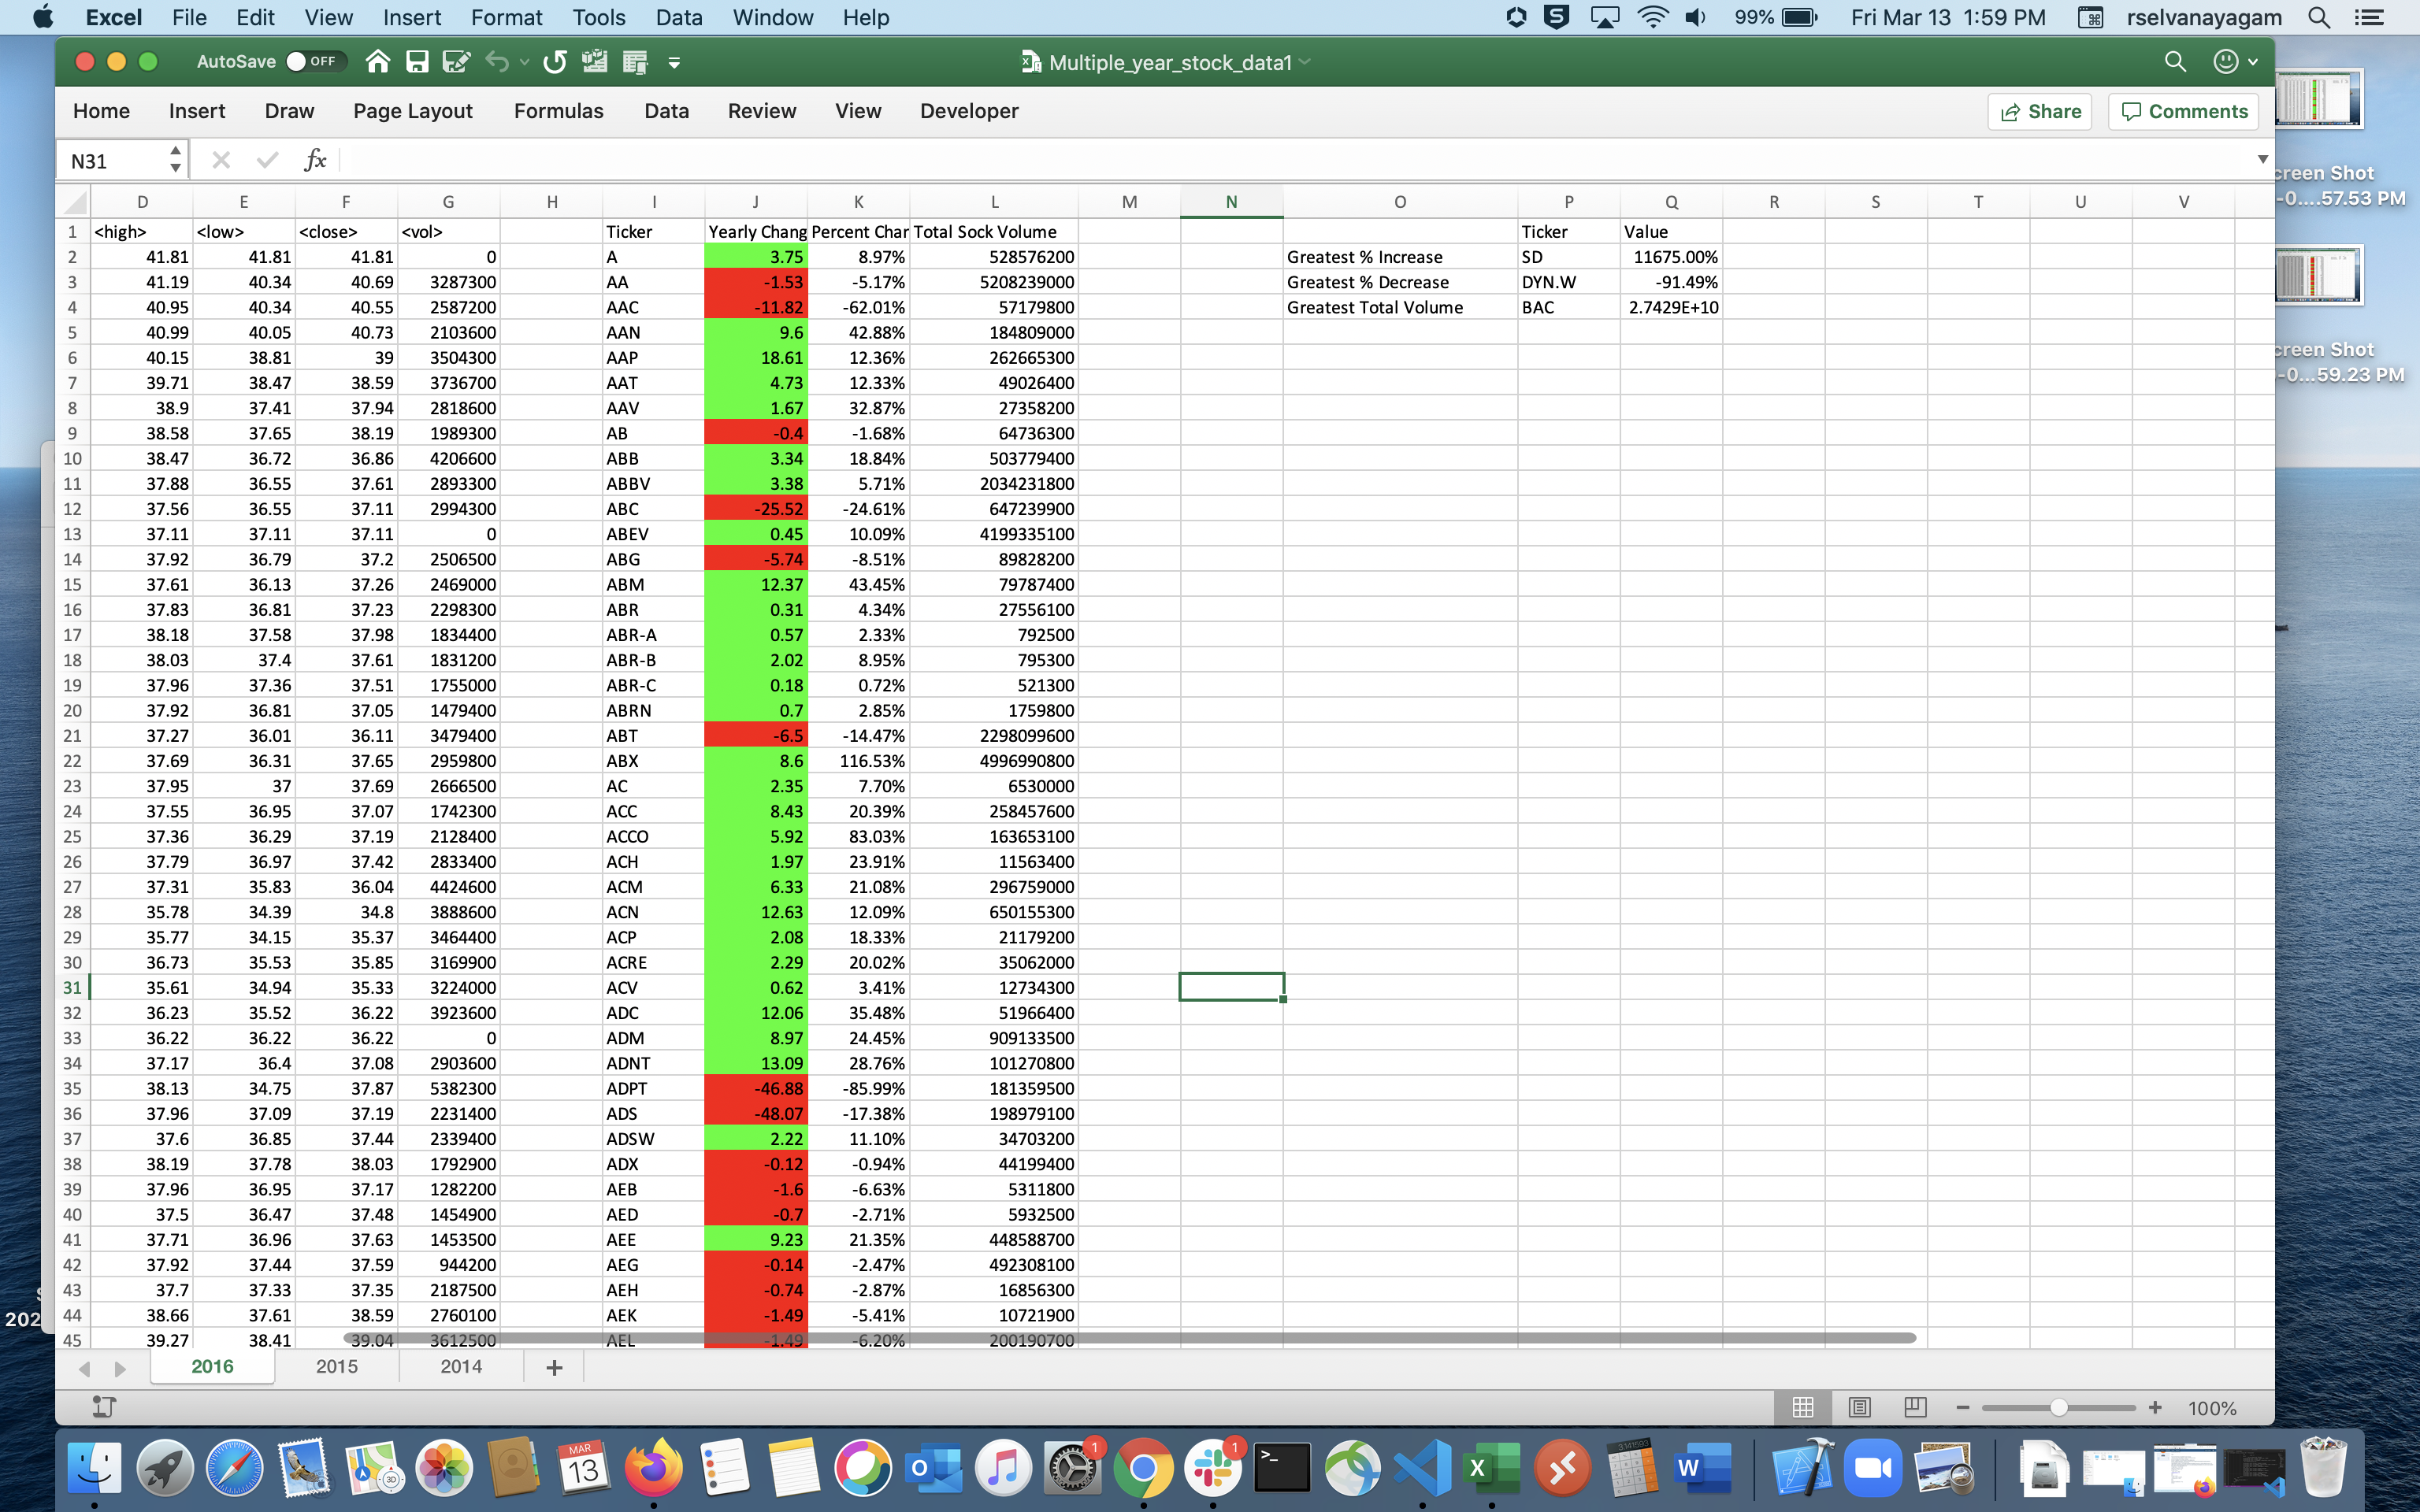 Excel File Edit View Insert Format Tools Data Window Help 99% Fri Mar 13 1:59 PM rselvanayagam
AutoSave OFF Multiple_year_stock_data1
Home Insert Draw Page Layout Formulas Data Review View Developer Share Comments
N31 fx
D E F G H I J K L M N O P Q R S T U V
1 <high> <low> <close> <vol> Ticker Yearly Chang Percent Char Total Sock Volume Ticker Value
2 41.81 41.81 41.81 0 A 3.75 8.97% 528576200 Greatest % Increase SD 11675.00%
3 41.19 40.34 40.69 3287300 AA -1.53 -5.17% 5208239000 Greatest % Decrease DYN.W -91.49%
4 40.95 40.34 40.55 2587200 AAC -11.82 -62.01% 57179800 Greatest Total Volume BAC 2.7429E+10
5 40.99 40.05 40.73 2103600 AAN 9.6 42.88% 184809000
6 40.15 38.81 39 3504300 AAP 18.61 12.36% 262665300
7 39.71 38.47 38.59 3736700 AAT 4.73 12.33% 49026400
8 38.9 37.41 37.94 2818600 AAV 1.67 32.87% 27358200
9 38.58 37.65 38.19 1989300 AB -0.4 -1.68% 64736300
10 38.47 36.72 36.86 4206600 ABB 3.34 18.84% 503779400
11 37.88 36.55 37.61 2893300 ABBV 3.38 5.71% 2034231800
12 37.56 36.55 37.11 2994300 ABC -25.52 -24.61% 647239900
13 37.11 37.11 37.11 0 ABEV 0.45 10.09% 4199335100
14 37.92 36.79 37.2 2506500 ABG -5.74 -8.51% 89828200
15 37.61 36.13 37.26 2469000 ABM 12.37 43.45% 79787400
16 37.83 36.81 37.23 2298300 ABR 0.31 4.34% 27556100
17 38.18 37.58 37.98 1834400 ABR-A 0.57 2.33% 792500
18 38.03 37.4 37.61 1831200 ABR-B 2.02 8.95% 795300
19 37.96 37.36 37.51 1755000 ABR-C 0.18 0.72% 521300
20 37.92 36.81 37.05 1479400 ABRN 0.7 2.85% 1759800
21 37.27 36.01 36.11 3479400 ABT -6.5 -14.47% 2298099600
22 37.69 36.31 37.65 2959800 ABX 8.6 116.53% 4996990800
23 37.95 37 37.69 2666500 AC 2.35 7.70% 6530000
24 37.55 36.95 37.07 1742300 ACC 8.43 20.39% 258457600
25 37.36 36.29 37.19 2128400 ACCO 5.92 83.03% 163653100
26 37.79 36.97 37.42 2833400 ACH 1.97 23.91% 11563400
27 37.31 35.83 36.04 4424600 ACM 6.33 21.08% 296759000
28 35.78 34.39 34.8 3888600 ACN 12.63 12.09% 650155300
29 35.77 34.15 35.37 3464400 ACP 2.08 18.33% 21179200
30 36.73 35.53 35.85 3169900 ACRE 2.29 20.02% 35062000
31 35.61 34.94 35.33 3224000 ACV 0.62 3.41% 12734300
32 36.23 35.52 36.22 3923600 ADC 12.06 35.48% 51966400
33 36.22 36.22 36.22 0 ADM 8.97 24.45% 909133500
34 37.17 36.4 37.08 2903600 ADNT 13.09 28.76% 101270800
35 38.13 34.75 37.87 5382300 ADPT -46.88 -85.99% 181359500
36 37.96 37.09 37.19 2231400 ADS -48.07 -17.38% 198979100
37 37.6 36.85 37.44 2339400 ADSW 2.22 11.10% 34703200
38 38.19 37.78 38.03 1792900 ADX -0.12 -0.94% 44199400
39 37.96 36.95 37.17 1282200 AEB -1.6 -6.63% 5311800
40 37.5 36.47 37.48 1454900 AED -0.7 -2.71% 5932500
41 37.71 36.96 37.63 1453500 AEE 9.23 21.35% 448588700
42 37.92 37.44 37.59 944200 AEG -0.14 -2.47% 492308100
43 37.7 37.33 37.35 2187500 AEH -0.74 -2.87% 16856300
44 38.66 37.61 38.59 2760100 AEK -1.49 -5.41% 10721900
45 39.27 38.41 39.04 3612500 AEL -1.49 -6.20% 200190700
2016 2015 2014 +
100%
creen Shot
-0....57.53 PM
creen Shot
-0...59.23 PM
202
MAR
13
3D
1
1